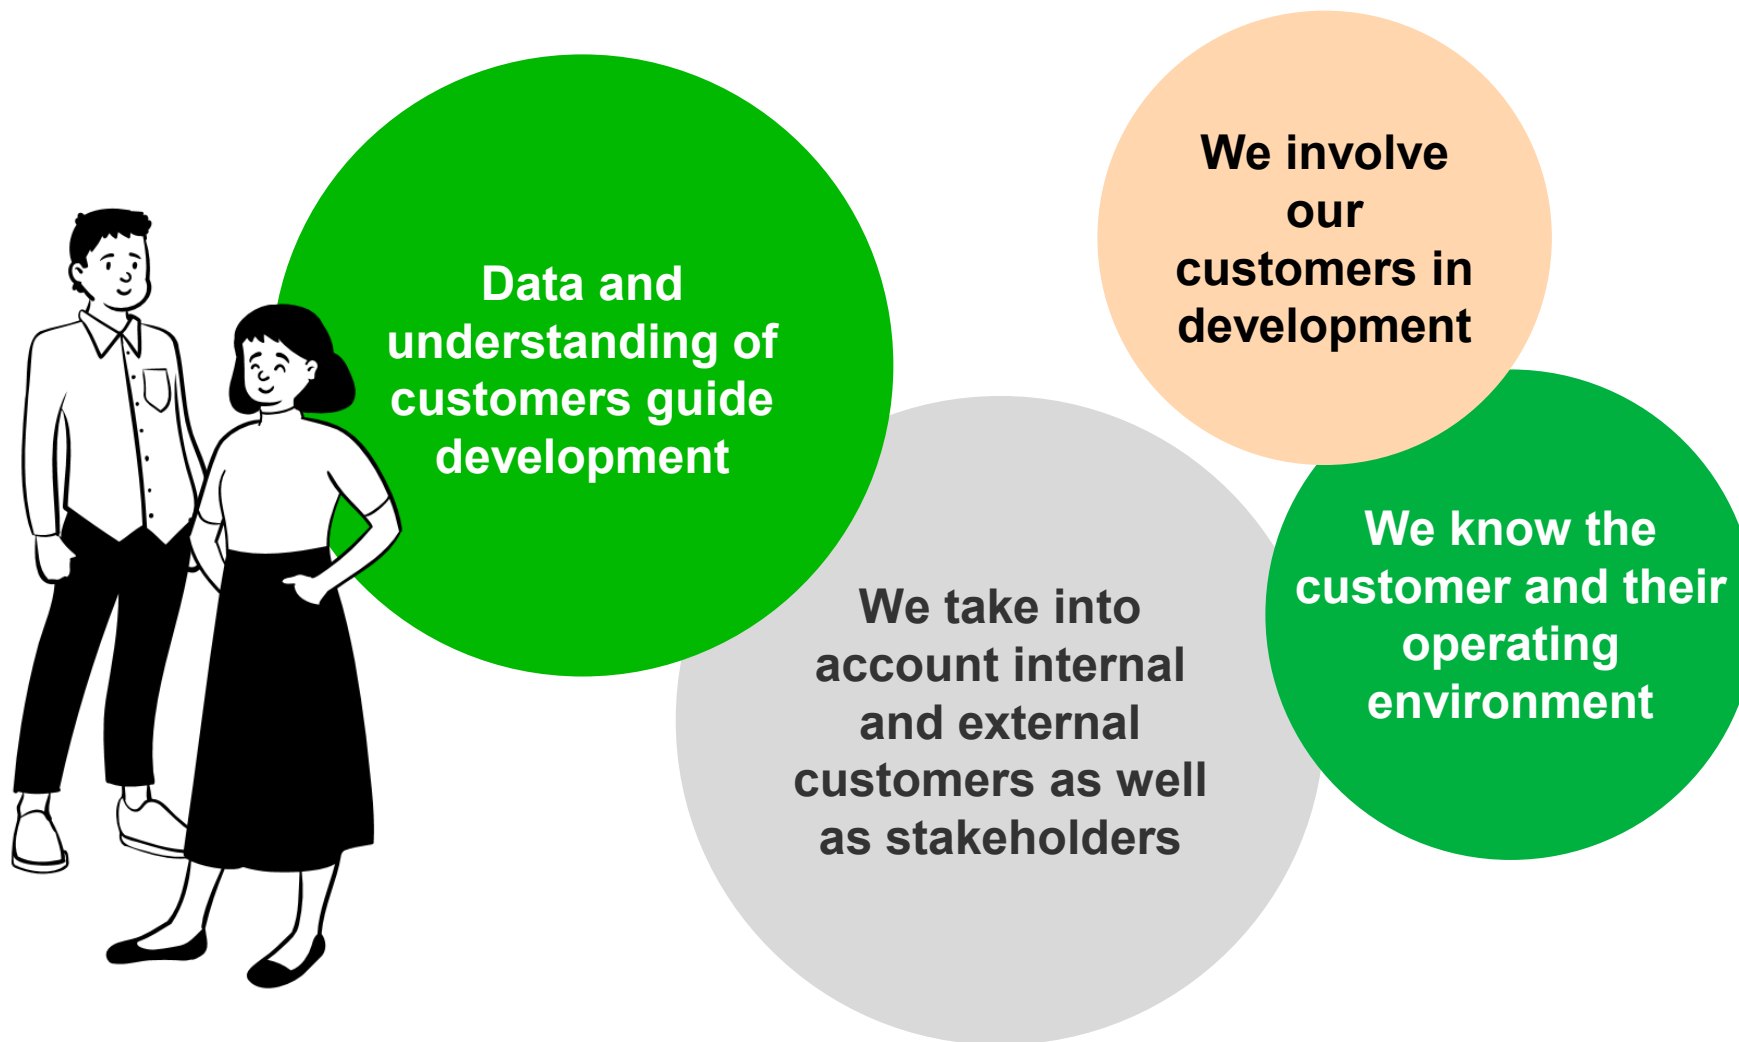 Data and
understanding of
customers guide
development
We involve
our
customers in
development
We take into
account internal
and external
customers as well
as stakeholders
We know the
customer and their
operating
environment